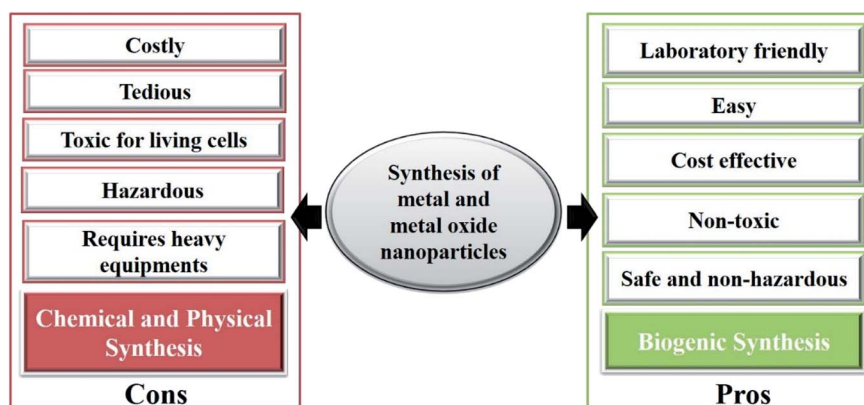 Costly
Tedious
Toxic for living cells
Hazardous
Requires heavy
equipments
Chemical and Physical
Synthesis
Cons
Synthesis of
metal and
metal oxide
nanoparticles
Laboratory friendly
Easy
Cost effective
Non-toxic
Safe and non-hazardous
Biogenic Synthesis
Pros